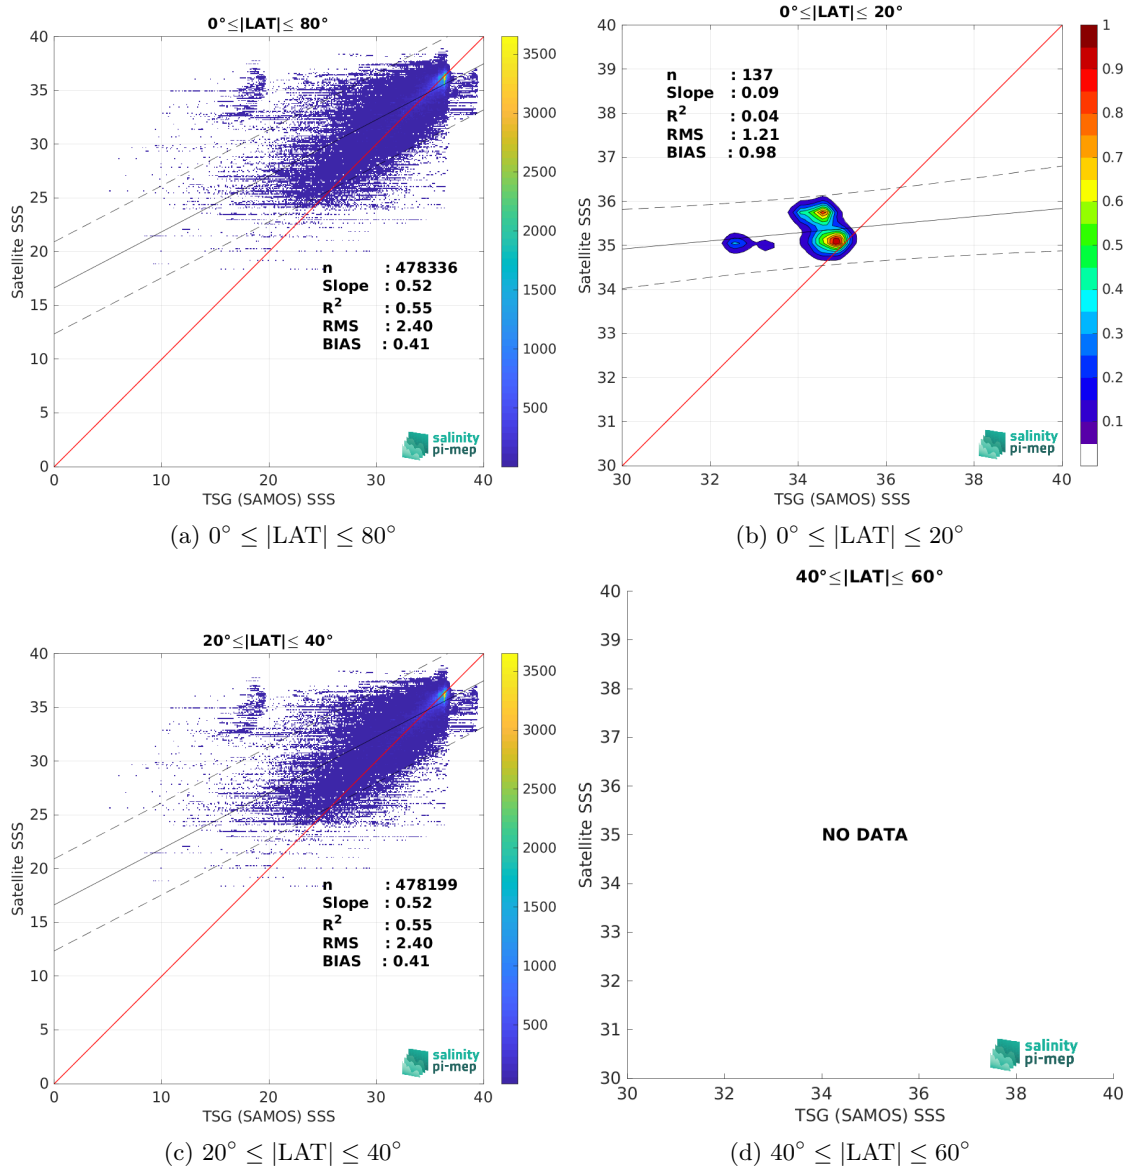 0°≤|LAT|≤ 80°
40
35
30
25
20
15
10
5
0
Satellite SSS
n : 478336
Slope : 0.52
R² : 0.55
RMS : 2.40
BIAS : 0.41
salinity
pi-mep
0 10 20 30 40
TSG (SAMOS) SSS
3500
3000
2500
2000
1500
1000
500
(a) 0° ≤ |LAT| ≤ 80°
0°≤|LAT|≤ 20°
40
39
38
37
36
35
34
33
32
31
30
Satellite SSS
n : 137
Slope : 0.09
R² : 0.04
RMS : 1.21
BIAS : 0.98
salinity
pi-mep
30 32 34 36 38 40
TSG (SAMOS) SSS
1
0.9
0.8
0.7
0.6
0.5
0.4
0.3
0.2
0.1
(b) 0° ≤ |LAT| ≤ 20°
20°≤|LAT|≤ 40°
40
35
30
25
20
15
10
5
0
Satellite SSS
n : 478199
Slope : 0.52
R² : 0.55
RMS : 2.40
BIAS : 0.41
salinity
pi-mep
0 10 20 30 40
TSG (SAMOS) SSS
3500
3000
2500
2000
1500
1000
500
(c) 20° ≤ |LAT| ≤ 40°
40°≤|LAT|≤ 60°
40
39
38
37
36
35
34
33
32
31
30
Satellite SSS
NO DATA
salinity
pi-mep
30 32 34 36 38 40
TSG (SAMOS) SSS
(d) 40° ≤ |LAT| ≤ 60°